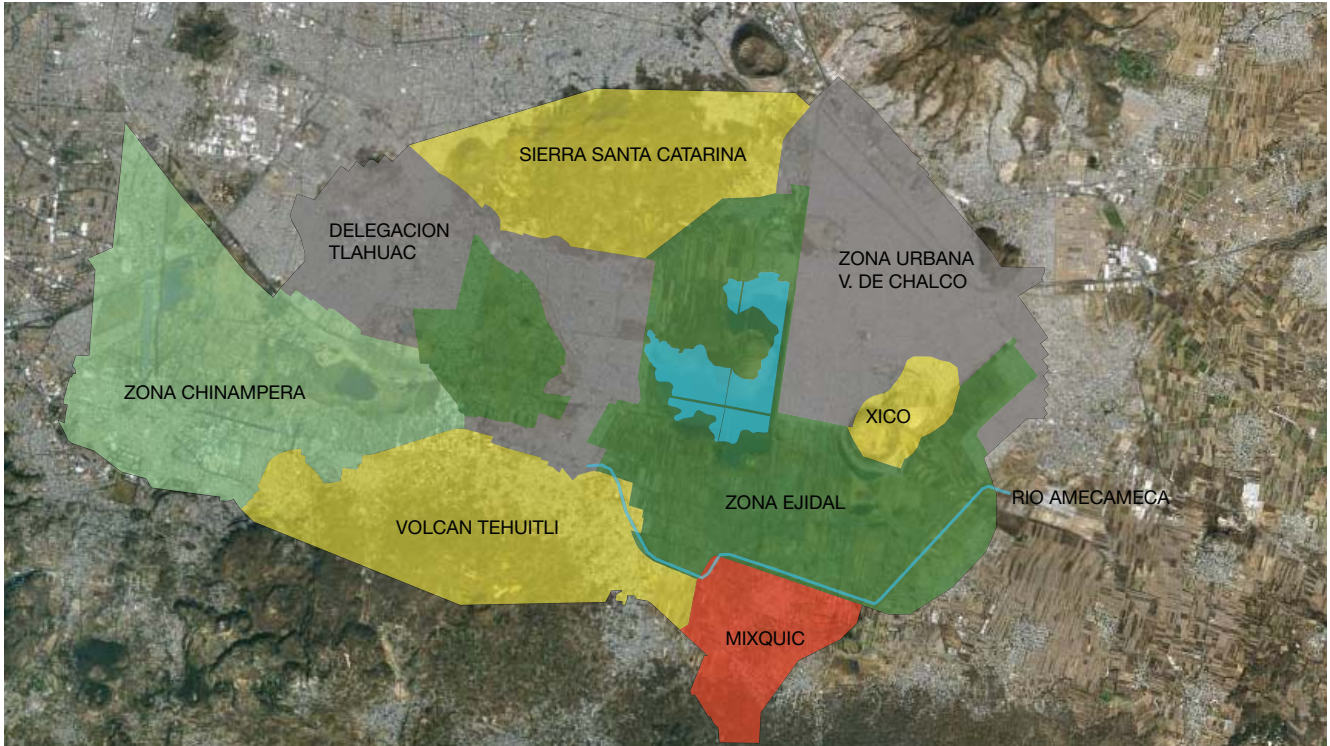 SIERRA SANTA CATARINA
DELEGACION
TLAHUAC
ZONA URBANA
V. DE CHALCO
ZONA CHINAMPERA
XICO
ZONA EJIDAL
RIO AMECAMECA
VOLCAN TEHUITLI
MIXQUIC